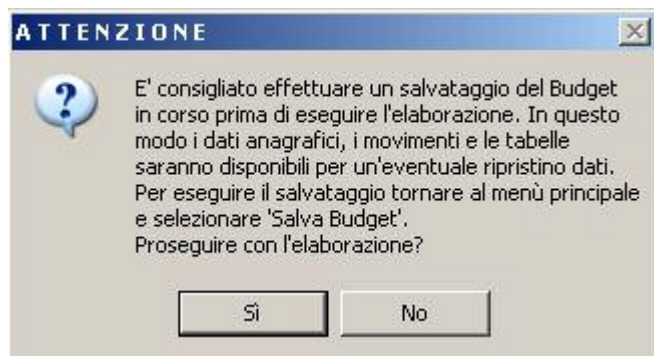 ATTENZIONE
E' consigliato effettuare un salvataggio del Budget
in corso prima di eseguire l'elaborazione. In questo
modo i dati anagrafici, i movimenti e le tabelle
saranno disponibili per un'eventuale ripristino dati.
Per eseguire il salvataggio tornare al menù principale
e selezionare 'Salva Budget'.
Proseguire con l'elaborazione?
Sì No